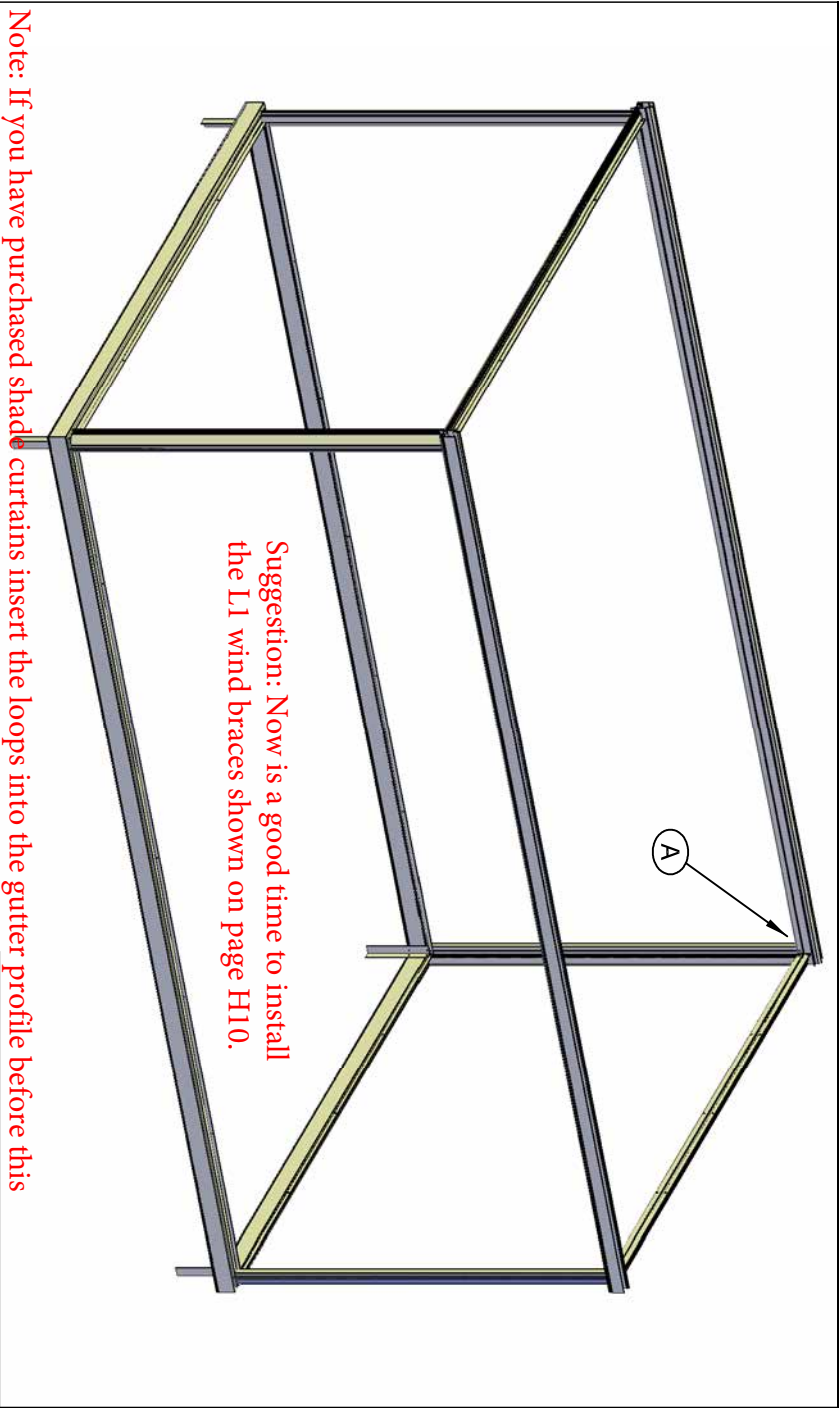 A
Suggestion: Now is a good time to install
the L1 wind braces shown on page H10.
Note: If you have purchased shade curtains insert the loops into the gutter profile before this